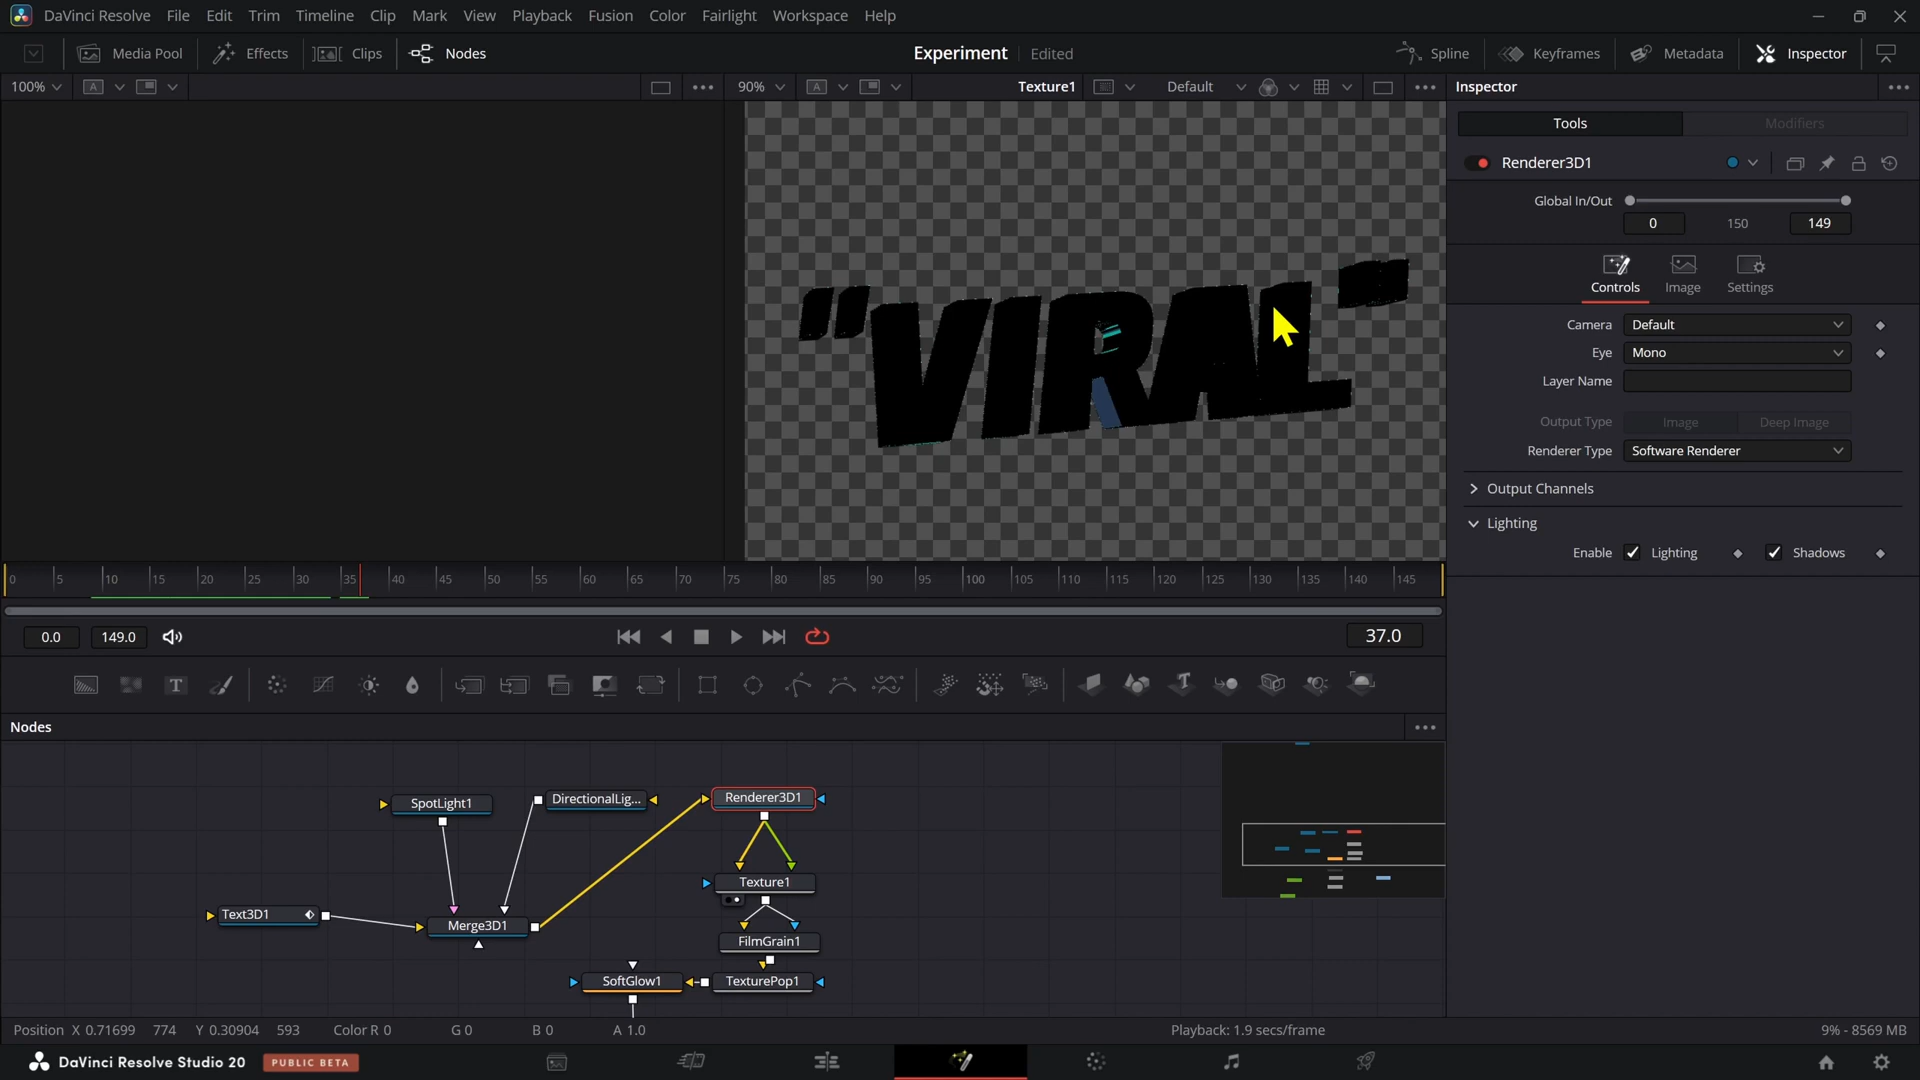 DaVinci Resolve File Edit Trim Timeline Clip Mark View Playback Fusion Color Fairlight Workspace Help
Media Pool Effects Clips Nodes Experiment Edited Spline Keyframes Metadata Inspector
100% A 90% A Texture1 Default Inspector
Tools Modifiers
Renderer3D1
Global In/Out
0 150 149
Controls Image Settings
Camera Default
Eye Mono
Layer Name
Output Type Image Deep Image
Renderer Type Software Renderer
Output Channels
Lighting
Enable Lighting Shadows
"VIRAL"
0 5 10 15 20 25 30 35 40 45 50 55 60 65 70 75 80 85 90 95 100 105 110 115 120 125 130 135 140 145
0.0 149.0 37.0
T T
Nodes
SpotLight1 DirectionalLig... Renderer3D1
Texture1
Text3D1 Merge3D1
FilmGrain1
SoftGlow1 TexturePop1
Position X 0.71699 774 Y 0.30904 593 Color R 0 G 0 B 0 A 1.0 Playback: 1.9 secs/frame 9% - 8569 MB
DaVinci Resolve Studio 20 PUBLIC BETA